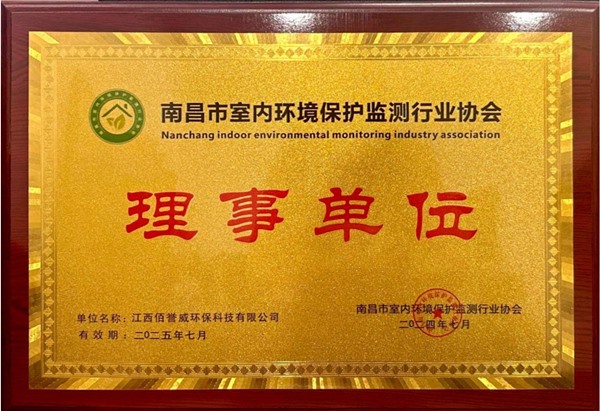 南昌市室内环境保护监测行业协会
Nanchang indoor environmental monitoring industry association
理事单位
单位名称：江西佰誉威环保科技有限公司
有效期：二〇二五年七月
南昌市室内环境保护监测行业协会
二〇二四年七月